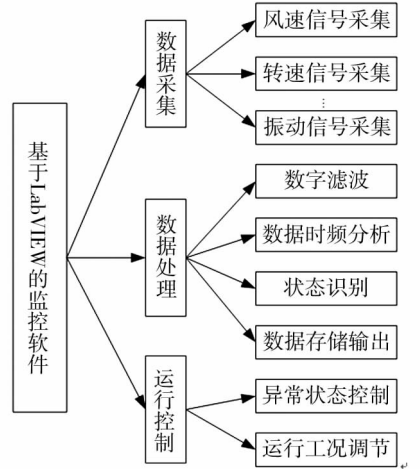 基于LabVIEW的监控软件
数据采集
风速信号采集
转速信号采集
...
振动信号采集
数据处理
数字滤波
数据时频分析
状态识别
数据存储输出
运行控制
异常状态控制
运行工况调节